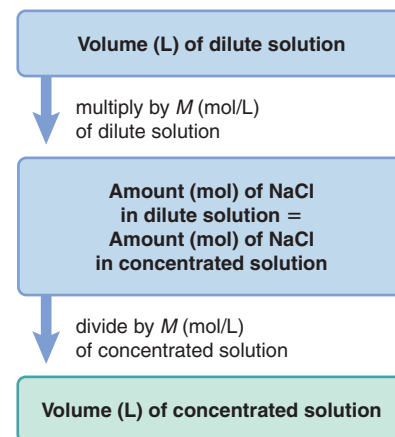 Volume (L) of dilute solution
multiply by M (mol/L)
of dilute solution
Amount (mol) of NaCl
in dilute solution =
Amount (mol) of NaCl
in concentrated solution
divide by M (mol/L)
of concentrated solution
Volume (L) of concentrated solution